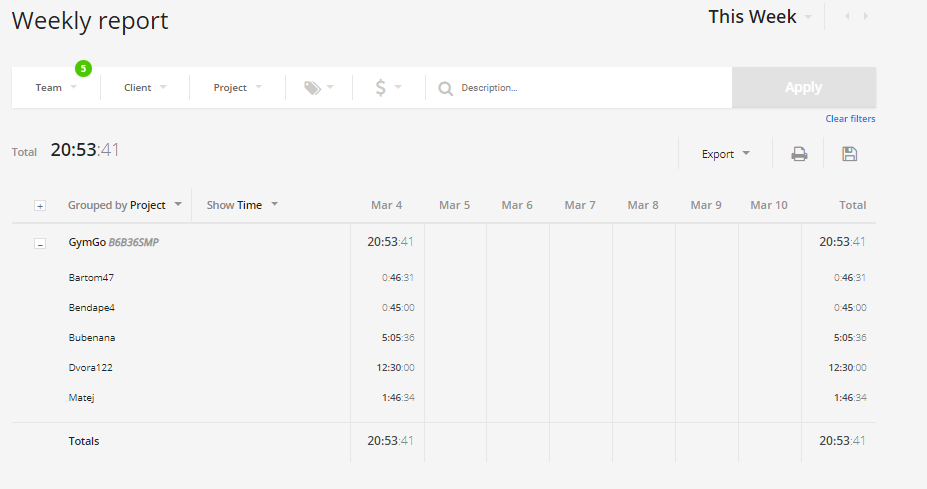 Weekly report
This Week
5
Team Client Project $ Description... Apply
Clear filters
Total 20:53:41
Export
Grouped by Project Show Time Mar 4 Mar 5 Mar 6 Mar 7 Mar 8 Mar 9 Mar 10 Total
GymGo B6B36SMP 20:53:41 20:53:41
Bartom47 0:46:31 0:46:31
Bendape4 0:45:00 0:45:00
Bubenana 5:05:36 5:05:36
Dvora122 12:30:00 12:30:00
Matej 1:46:34 1:46:34
Totals 20:53:41 20:53:41